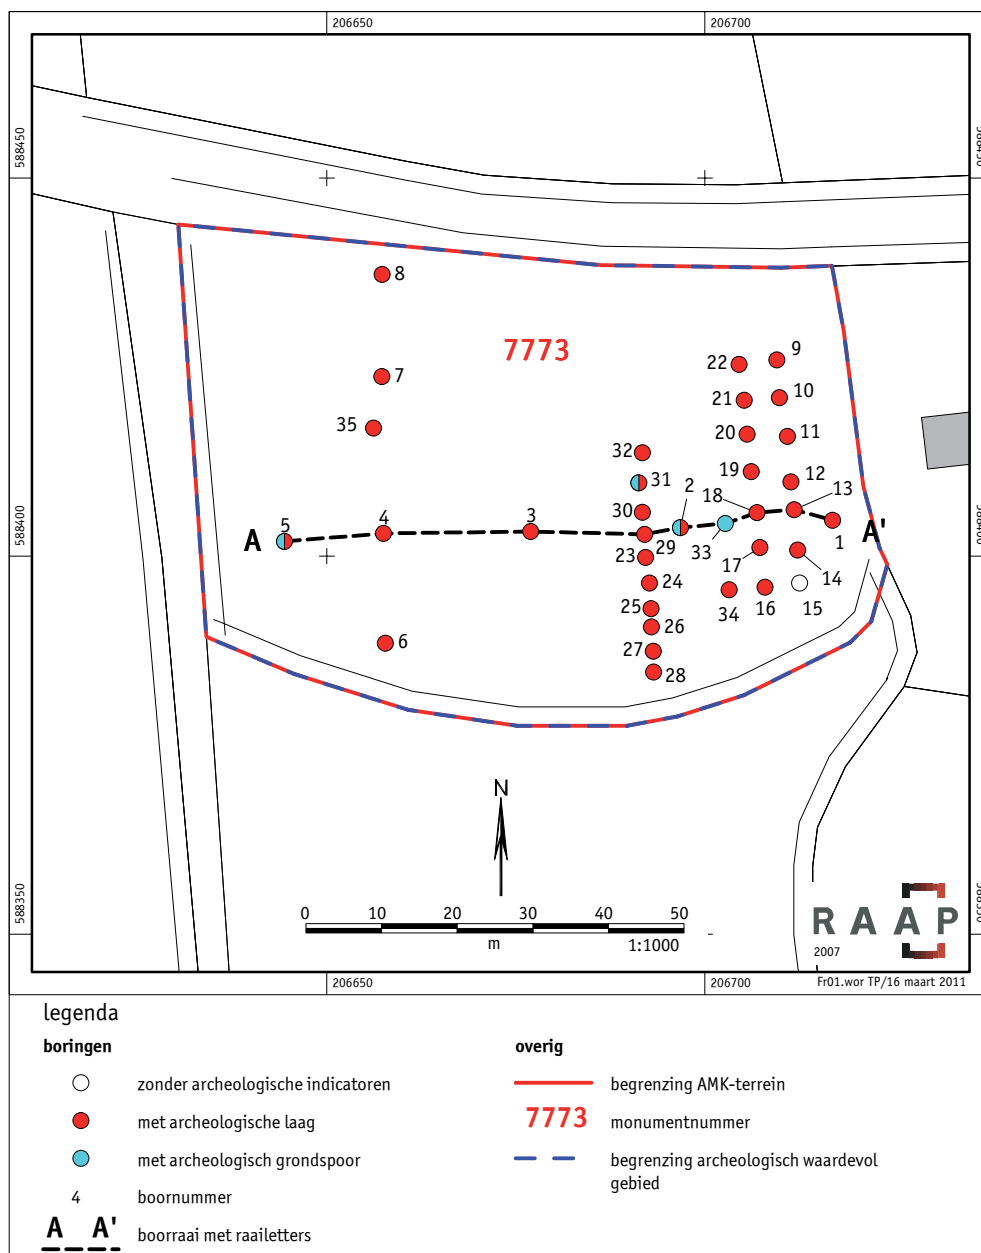 206650 206700
588450 588450
8
7773
22 9
7
21 10
35
20 11
32
19 12
31 2
18 13
30
5 4 3
A A'
588400 588400
33 1
29
23
17 14
24
25
34 16 15
26
6
27
28
N
0 10 20 30 40 50
m 1:1000
588350 588350
RAAP
2007
Fr01.wor TP/16 maart 2011
206650 206700
legenda
boringen
zonder archeologische indicatoren
met archeologische laag
met archeologisch grondspoor
4 boornummer
A A' boorraai met raailetters
overig
begrenzing AMK-terrein
7773 monumentnummer
begrenzing archeologisch waardevol
gebied